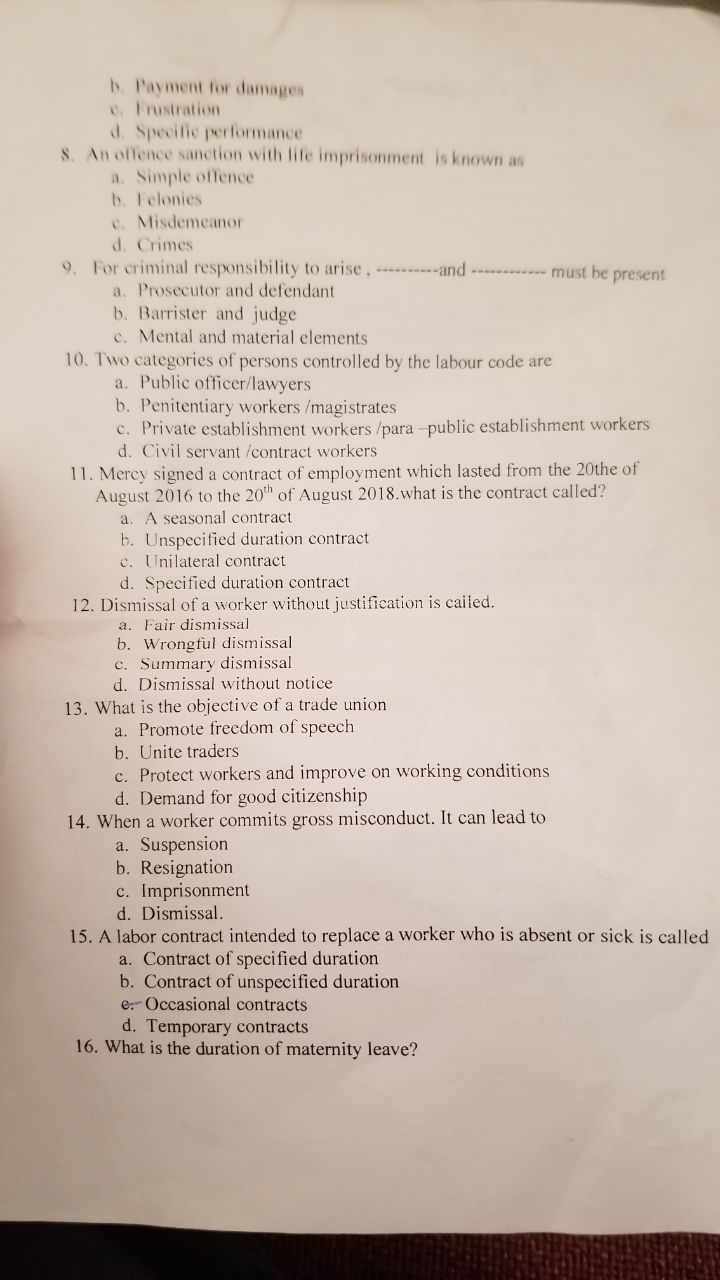 b. Payment for damages
c. Frustration
d. Specific performance
8. An offence sanction with life imprisonment is known as
a. Simple offence
b. Felonies
c. Misdemeanor
d. Crimes
9. For criminal responsibility to arise , ----------and ------------ must be present
a. Prosecutor and defendant
b. Barrister and judge
c. Mental and material elements
10. Two categories of persons controlled by the labour code are
a. Public officer/lawyers
b. Penitentiary workers /magistrates
c. Private establishment workers /para –public establishment workers
d. Civil servant /contract workers
11. Mercy signed a contract of employment which lasted from the 20the of
August 2016 to the 20th of August 2018.what is the contract called?
a. A seasonal contract
b. Unspecified duration contract
c. Unilateral contract
d. Specified duration contract
12. Dismissal of a worker without justification is called.
a. Fair dismissal
b. Wrongful dismissal
c. Summary dismissal
d. Dismissal without notice
13. What is the objective of a trade union
a. Promote freedom of speech
b. Unite traders
c. Protect workers and improve on working conditions
d. Demand for good citizenship
14. When a worker commits gross misconduct. It can lead to
a. Suspension
b. Resignation
c. Imprisonment
d. Dismissal.
15. A labor contract intended to replace a worker who is absent or sick is called
a. Contract of specified duration
b. Contract of unspecified duration
c. Occasional contracts
d. Temporary contracts
16. What is the duration of maternity leave?